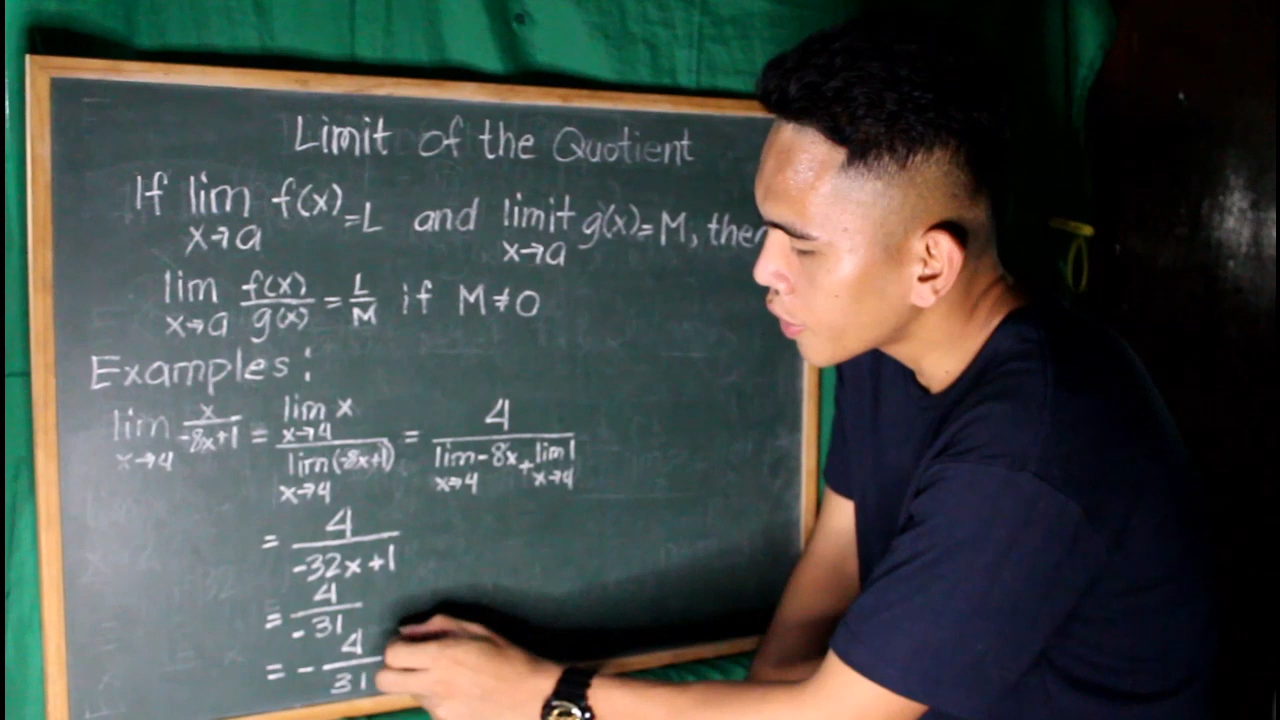 Limit of the Quotient
If lim x→a f(x)=L and limit x→a g(x)=M, then
lim x→a f(x)/g(x) = L/M if M≠0
Examples:
lim x→4 x/-8x+1 = lim x→4 x/lim x→4 (-8x+1) = 4/lim x→4 -8x + lim x→4 1
= 4/-32x+1
= 4/-31
= - 4/31